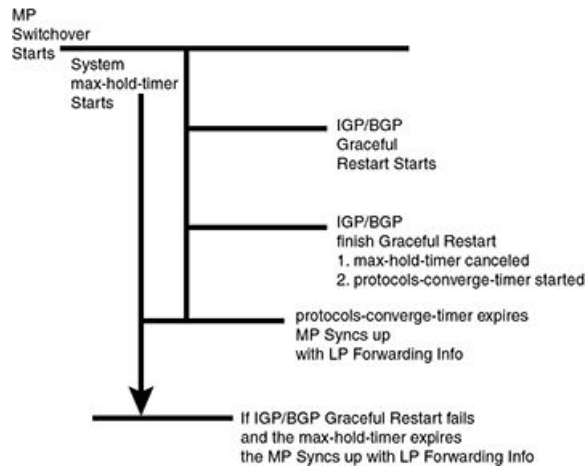 MP
Switchover
Starts
System
max-hold-timer
Starts
IGP/BGP
Graceful
Restart Starts
IGP/BGP
finish Graceful Restart
1. max-hold-timer canceled
2. protocols-converge-timer started
protocols-converge-timer expires
MP Syncs up
with LP Forwarding Info
If IGP/BGP Graceful Restart fails
and the max-hold-timer expires
the MP Syncs up with LP Forwarding Info